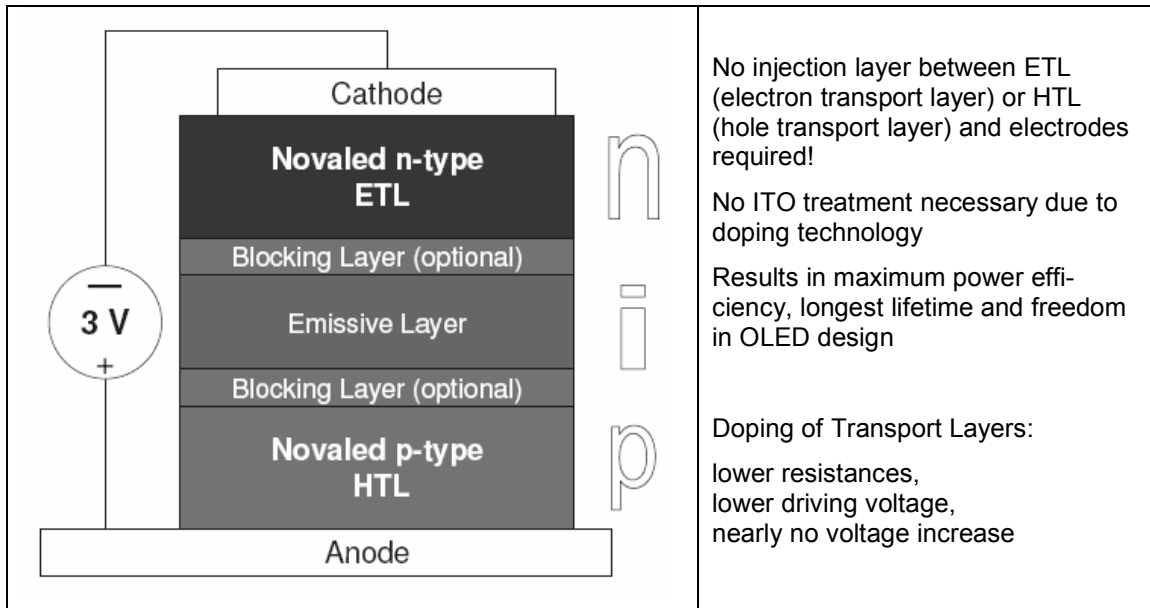 Cathode
Novaled n-type
ETL
Blocking Layer (optional)
Emissive Layer
Blocking Layer (optional)
Novaled p-type
HTL
Anode
3 V
+
n
i
p
No injection layer between ETL
(electron transport layer) or HTL
(hole transport layer) and electrodes
required!
No ITO treatment necessary due to
doping technology
Results in maximum power effi-
ciency, longest lifetime and freedom
in OLED design
Doping of Transport Layers:
lower resistances,
lower driving voltage,
nearly no voltage increase